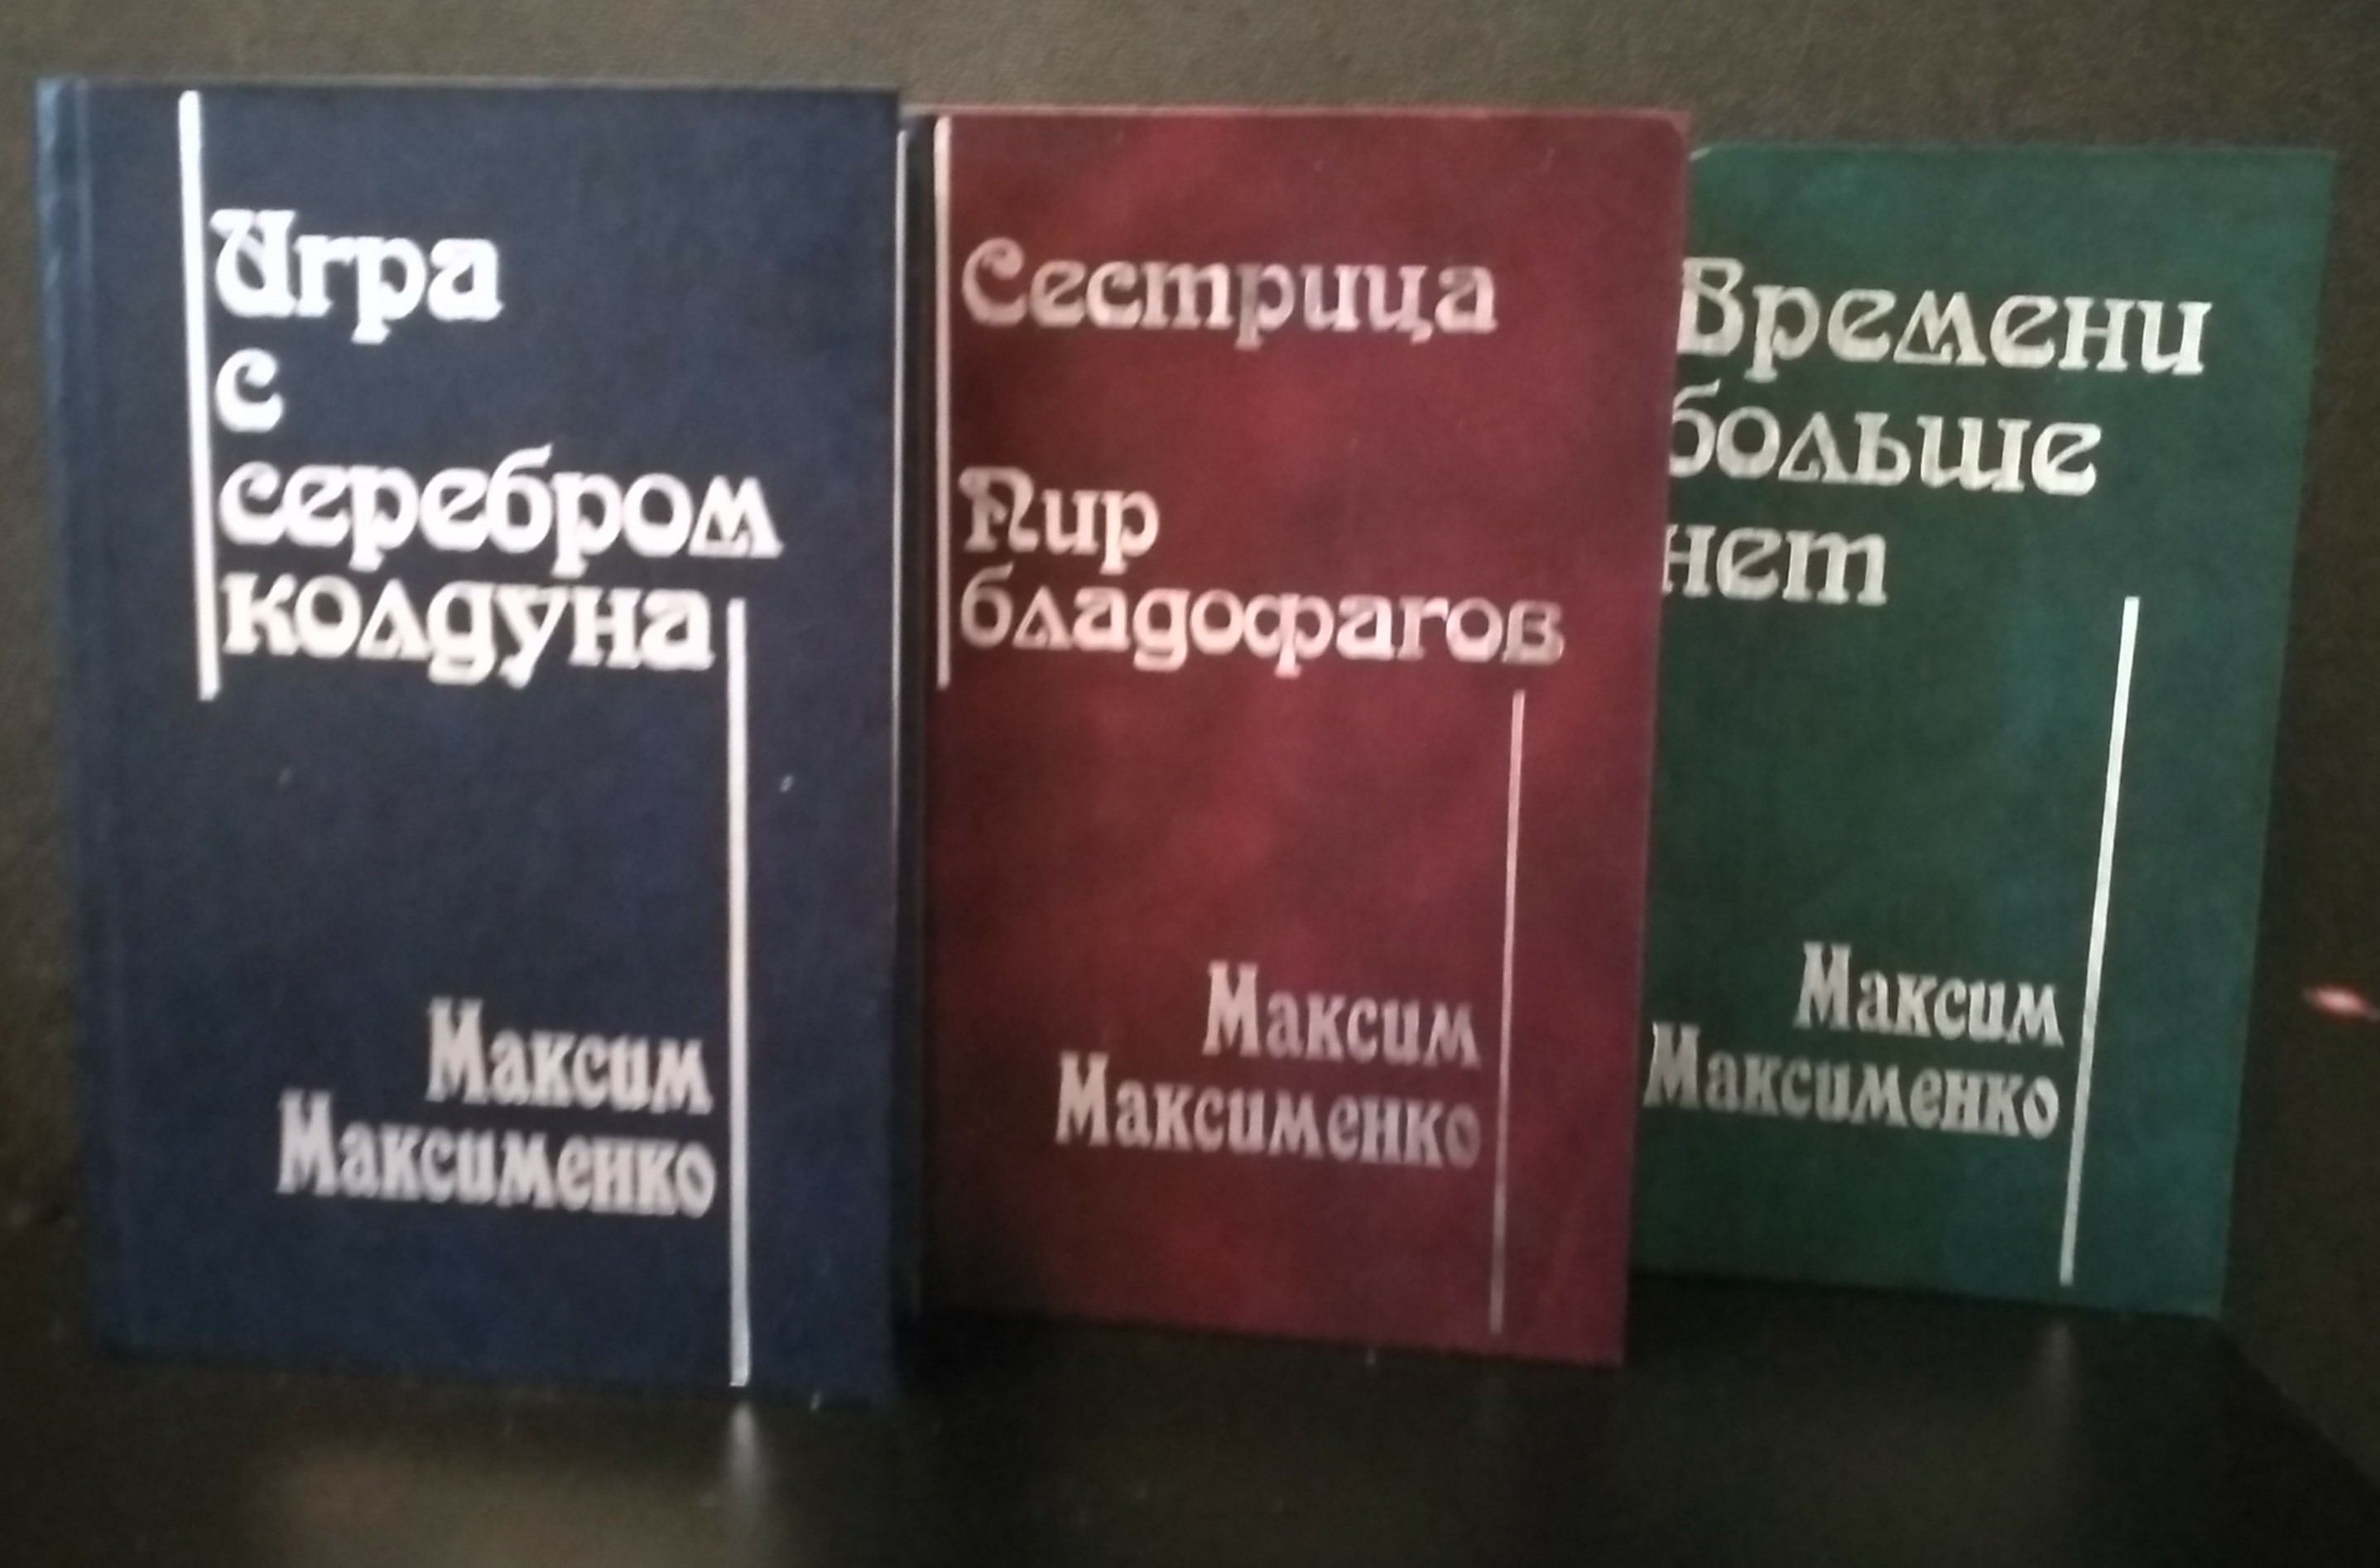 Игра
с
серебром
колдуна
Максим
Максименко
Сестрица
Пир
бладофагов
Максим
Максименко
Времени
больше
нет
Максим
Максименко